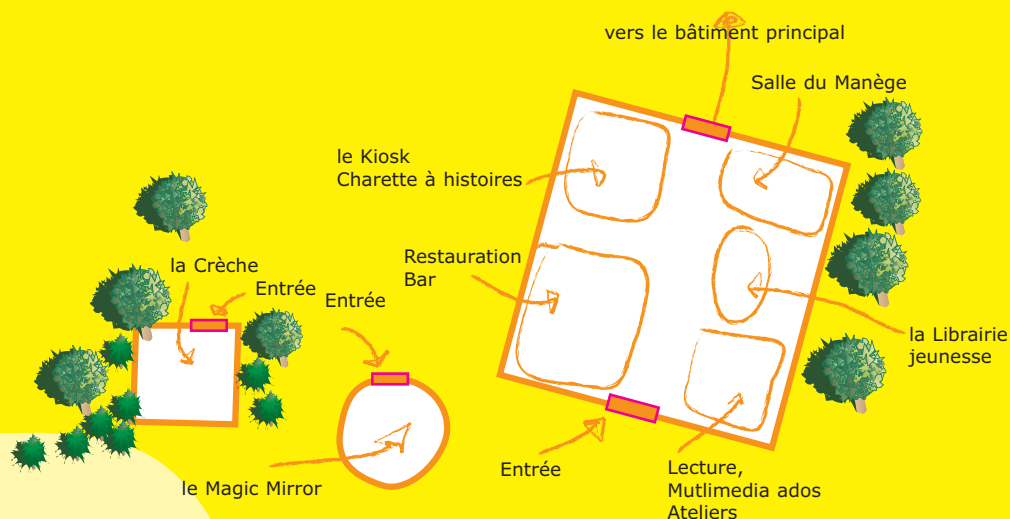 vers le bâtiment principal
Salle du Manège
le Kiosk
Charette à histoires
Restauration
Bar
la Crèche
Entrée
Entrée
la Librairie
jeunesse
le Magic Mirror
Entrée
Lecture,
Mutlimedia ados
Ateliers